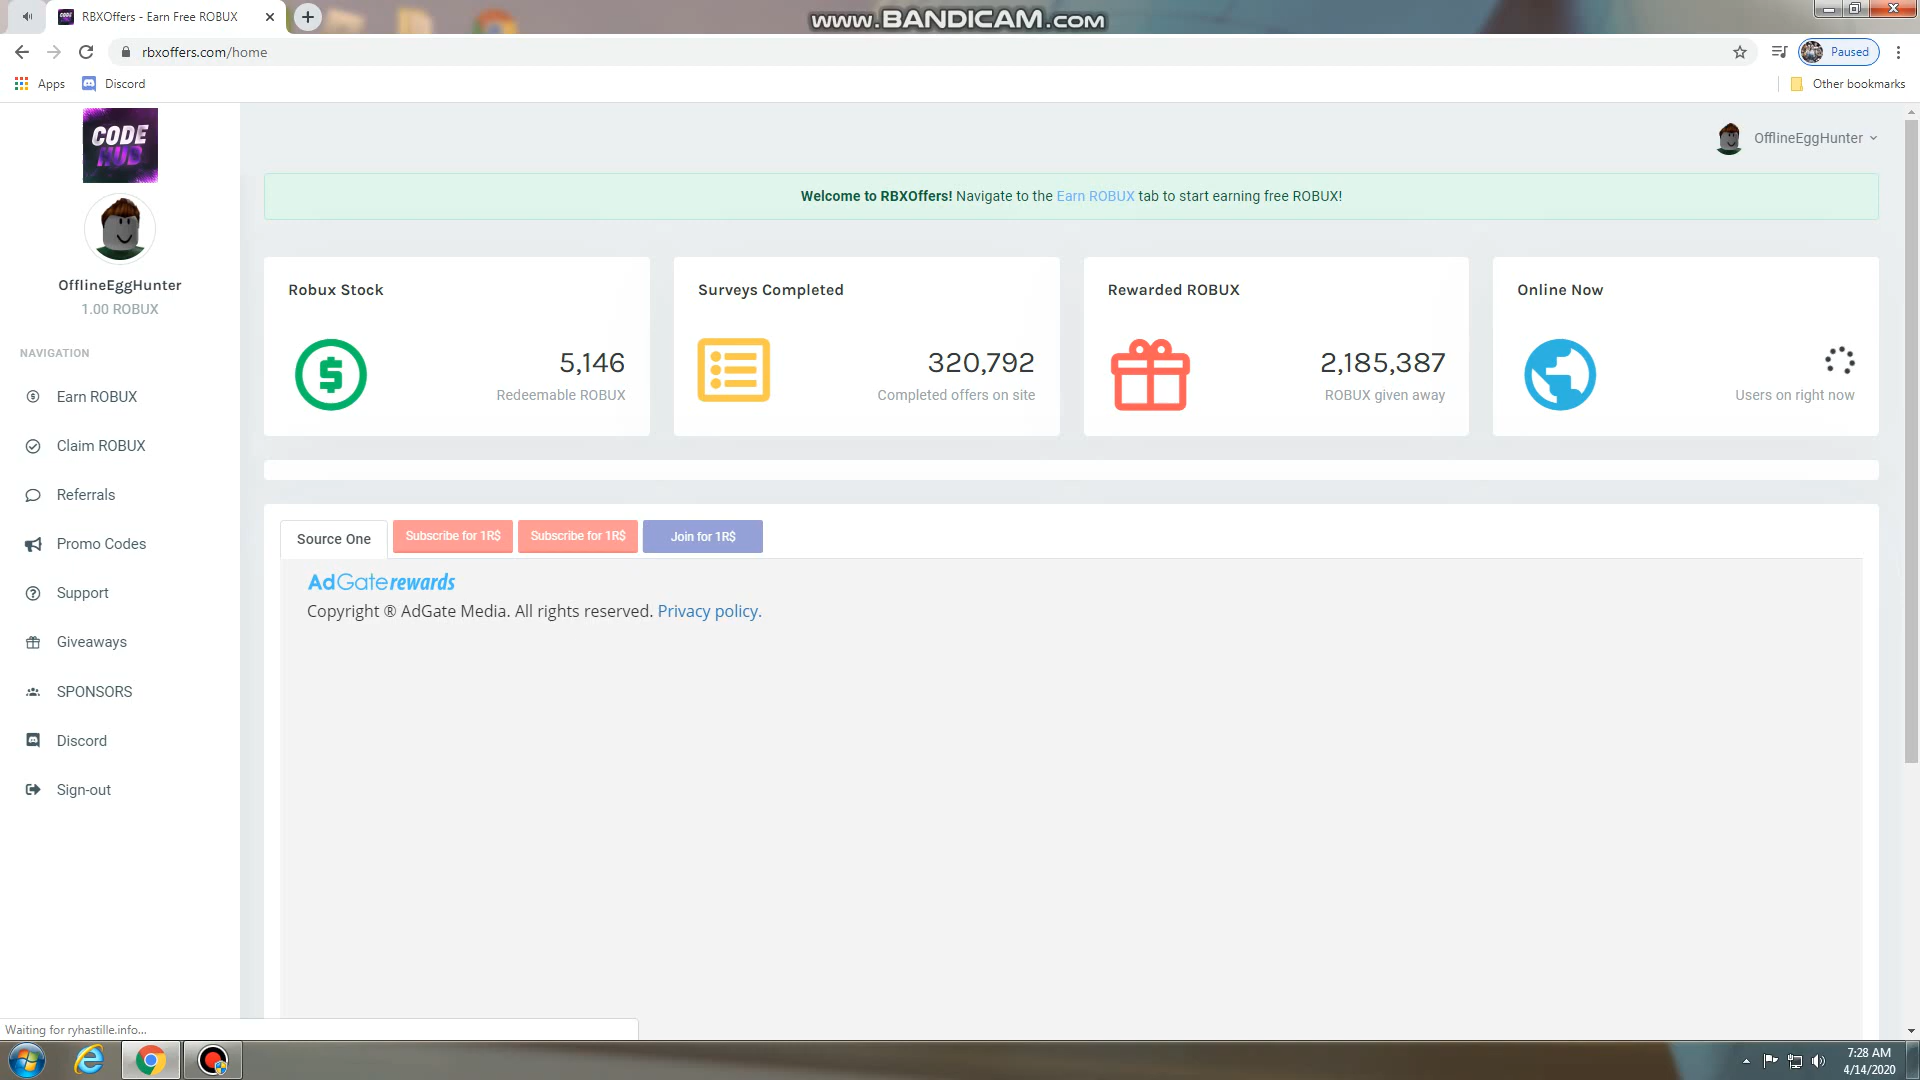 RBXOffers - Earn Free ROBUX
www.BANDICAM.com
rbxoffers.com/home
Paused
Apps
Discord
Other bookmarks
CODE
HUB
OfflineEggHunter
Welcome to RBXOffers! Navigate to the Earn ROBUX tab to start earning free ROBUX!
OfflineEggHunter
1.00 ROBUX
NAVIGATION
Earn ROBUX
Claim ROBUX
Referrals
Promo Codes
Support
Giveaways
SPONSORS
Discord
Sign-out
Robux Stock
5,146
Redeemable ROBUX
Surveys Completed
320,792
Completed offers on site
Rewarded ROBUX
2,185,387
ROBUX given away
Online Now
Users on right now
Source One
Subscribe for 1R$
Subscribe for 1R$
Join for 1R$
AdGate rewards
Copyright ® AdGate Media. All rights reserved. Privacy policy.
Waiting for ryhastille.info...
7:28 AM
4/14/2020